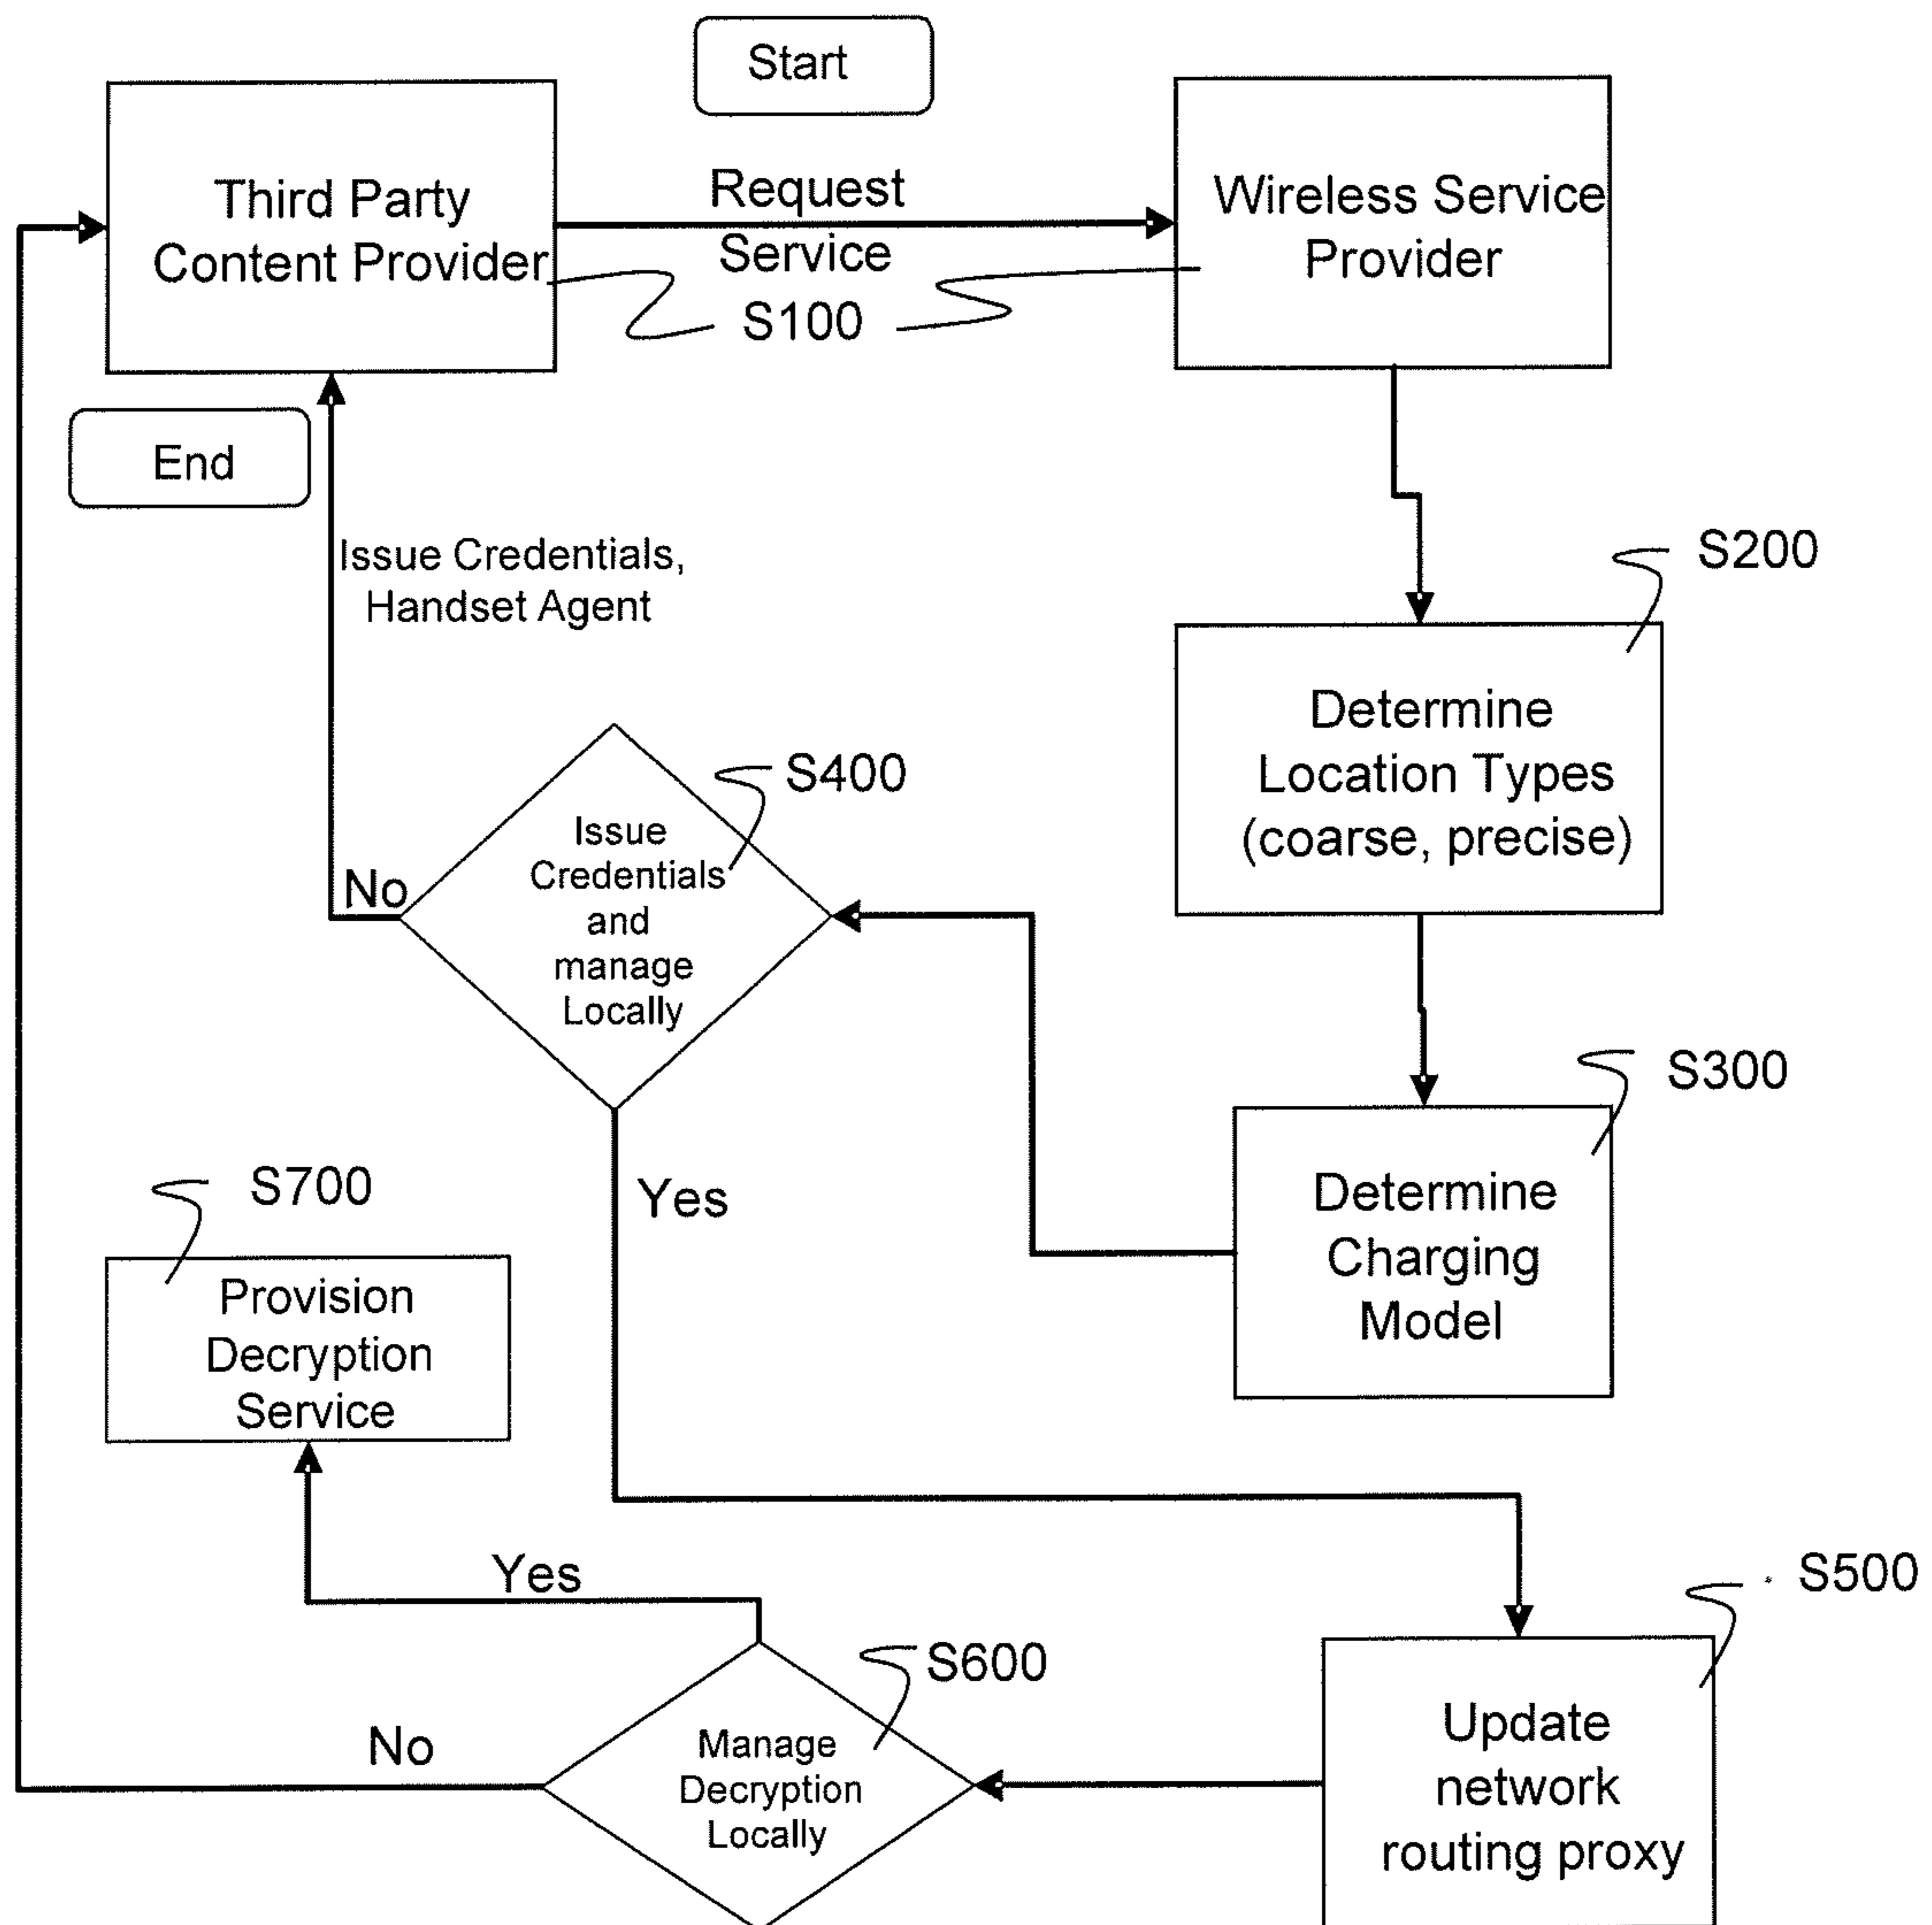 Start
Third Party
Content Provider
Request
Service
S100
Wireless Service
Provider
End
Issue Credentials,
Handset Agent
S200
Determine
Location Types
(coarse, precise)
S400
Issue
Credentials
and
manage
Locally
No
Yes
S300
Determine
Charging
Model
S700
Provision
Decryption
Service
Yes
S500
Update
network
routing proxy
S600
Manage
Decryption
Locally
No